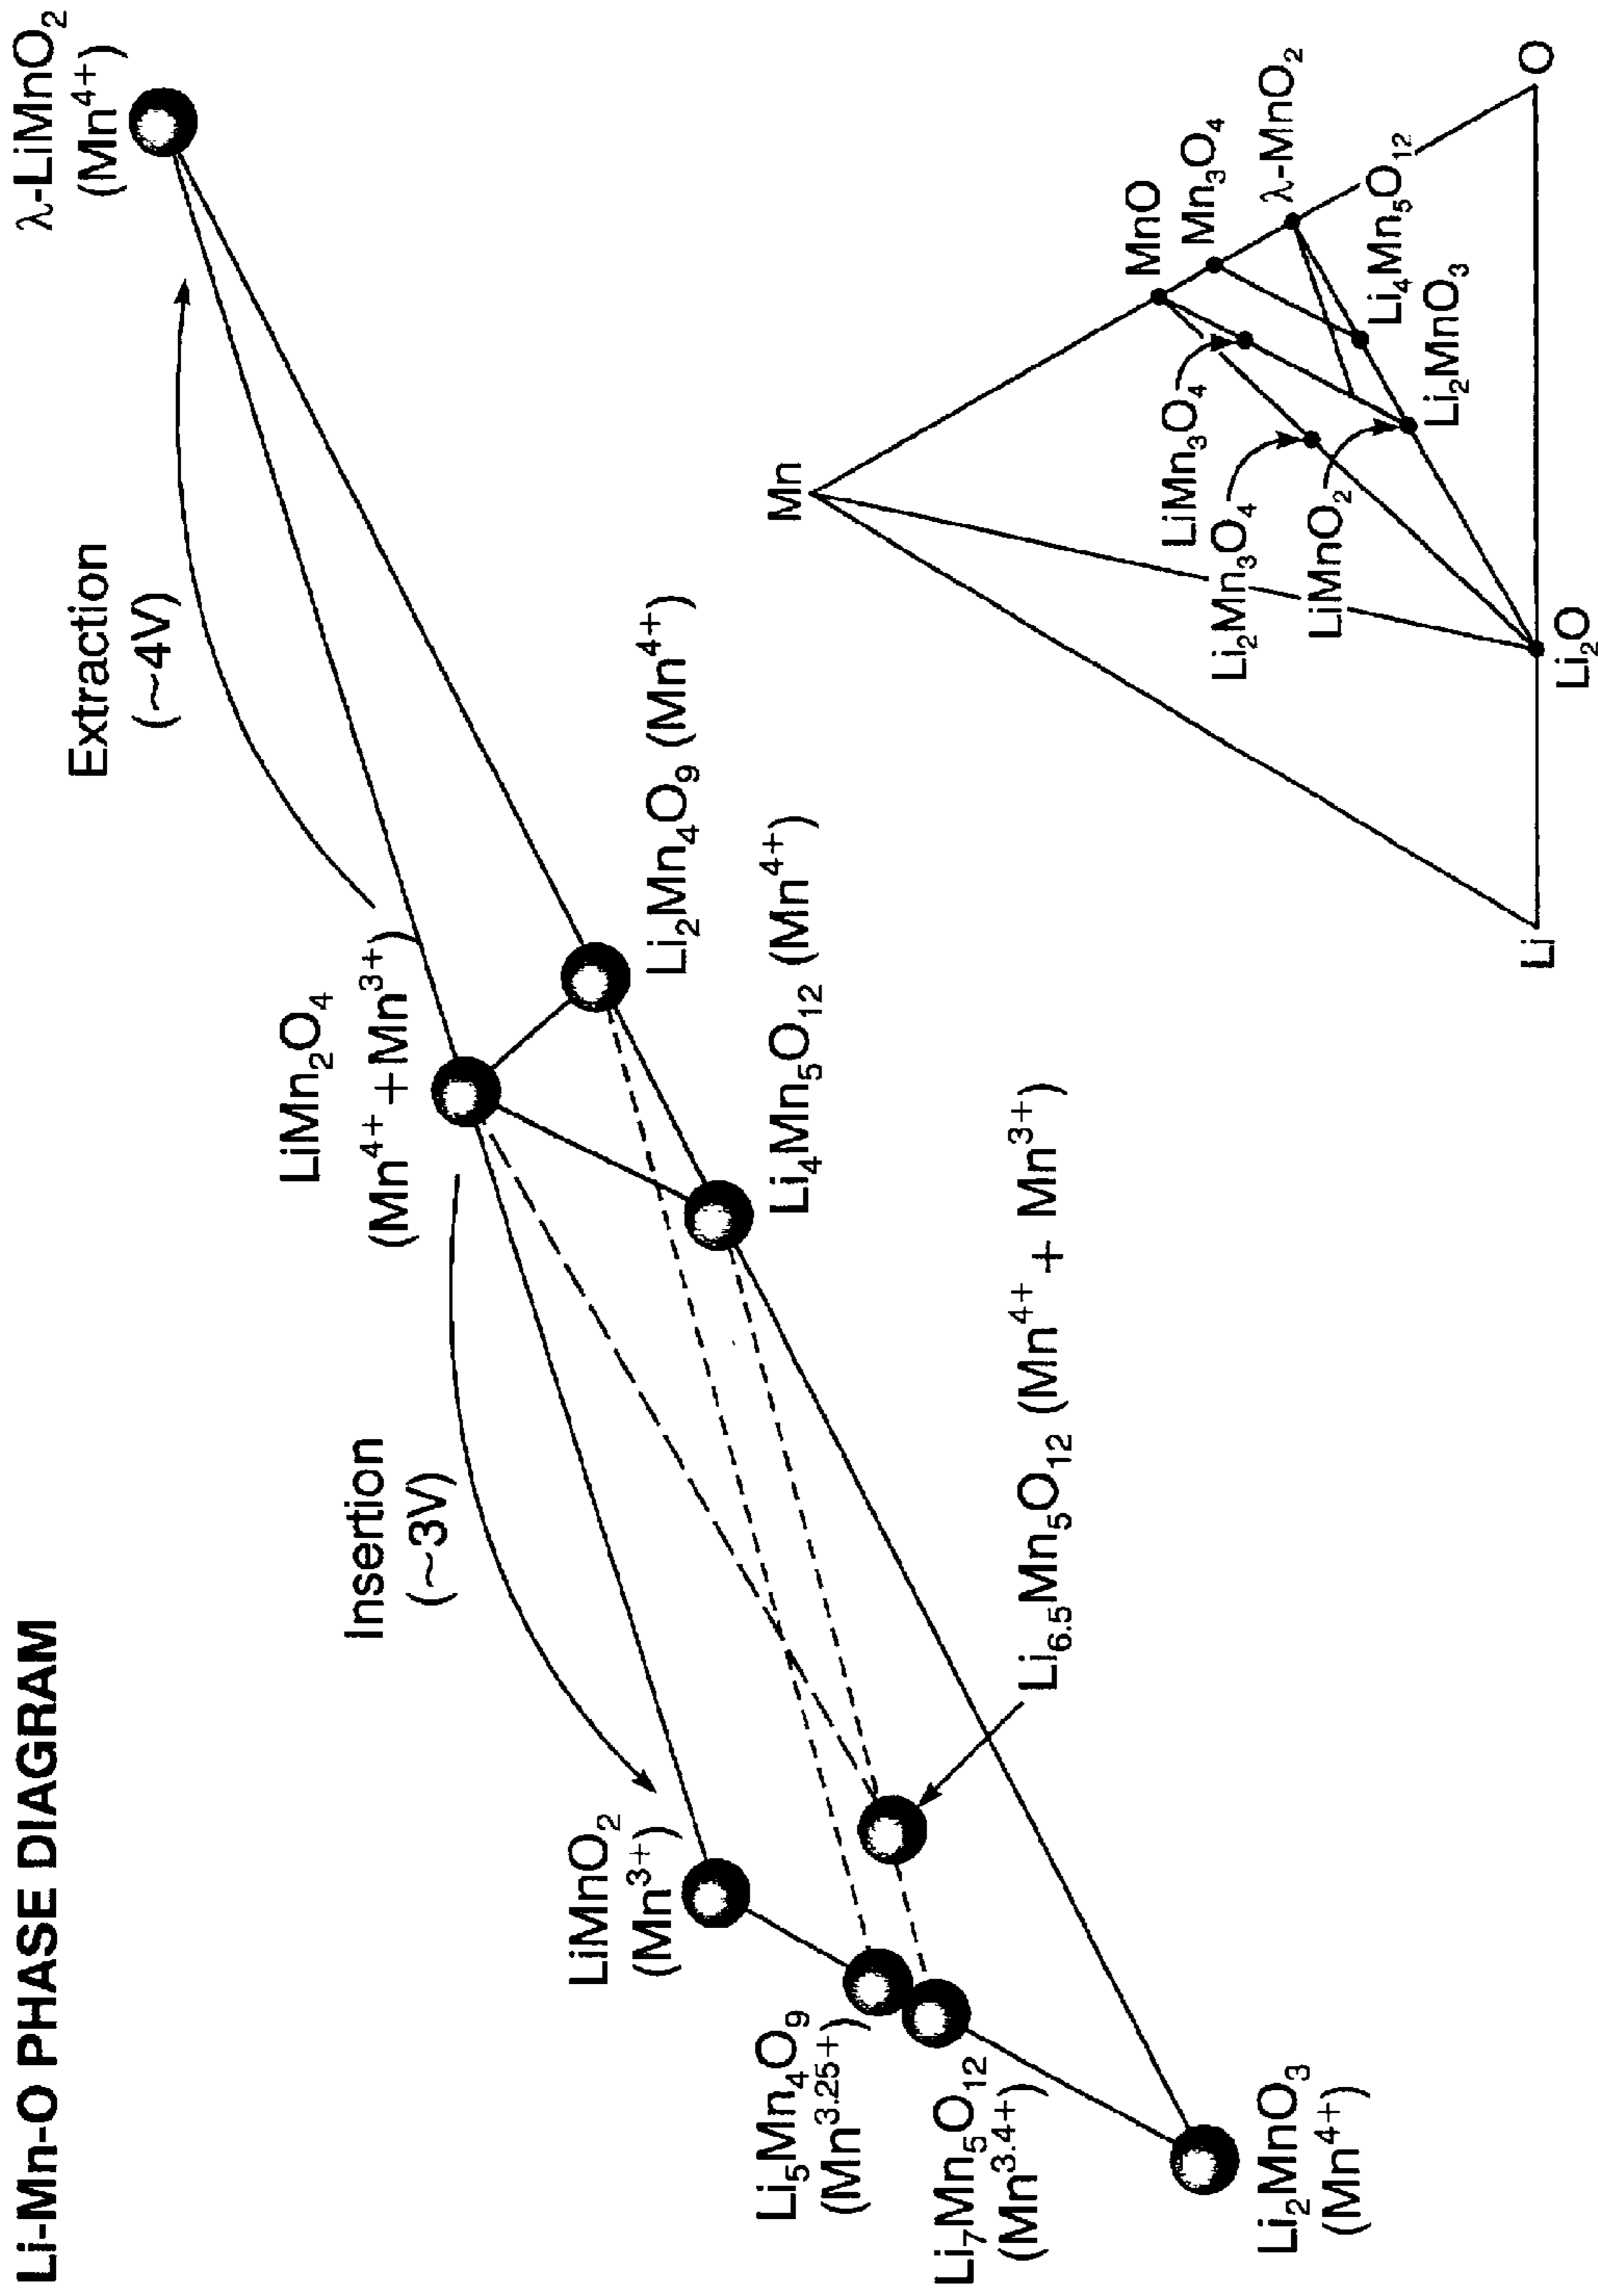 Li-Mn-O PHASE DIAGRAM
λ-LiMnO₂
(Mn⁴⁺)
Extraction
(~4V)
LiMn₂O₄
(Mn⁴⁺ +Mn³⁺)
Insertion
(~3V)
Li₂Mn₄O₉ (Mn⁴⁺)
Li₄Mn₅O₁₂ (Mn⁴⁺)
LiMnO₂
(Mn³⁺)
Li₅Mn₄O₉
(Mn³·²⁵⁺)
Li₇Mn₅O₁₂
(Mn³·⁴⁺)
Li₆.₅Mn₅O₁₂ (Mn⁴⁺ + Mn³⁺)
Li₂MnO₃
(Mn⁴⁺)
Mn
MnO
Mn₃O₄
λ-MnO₂
LiMn₃O₄
Li₂Mn₃O₄
LiMnO₂
Li₄Mn₅O₁₂
Li₂MnO₃
Li
Li₂O
O